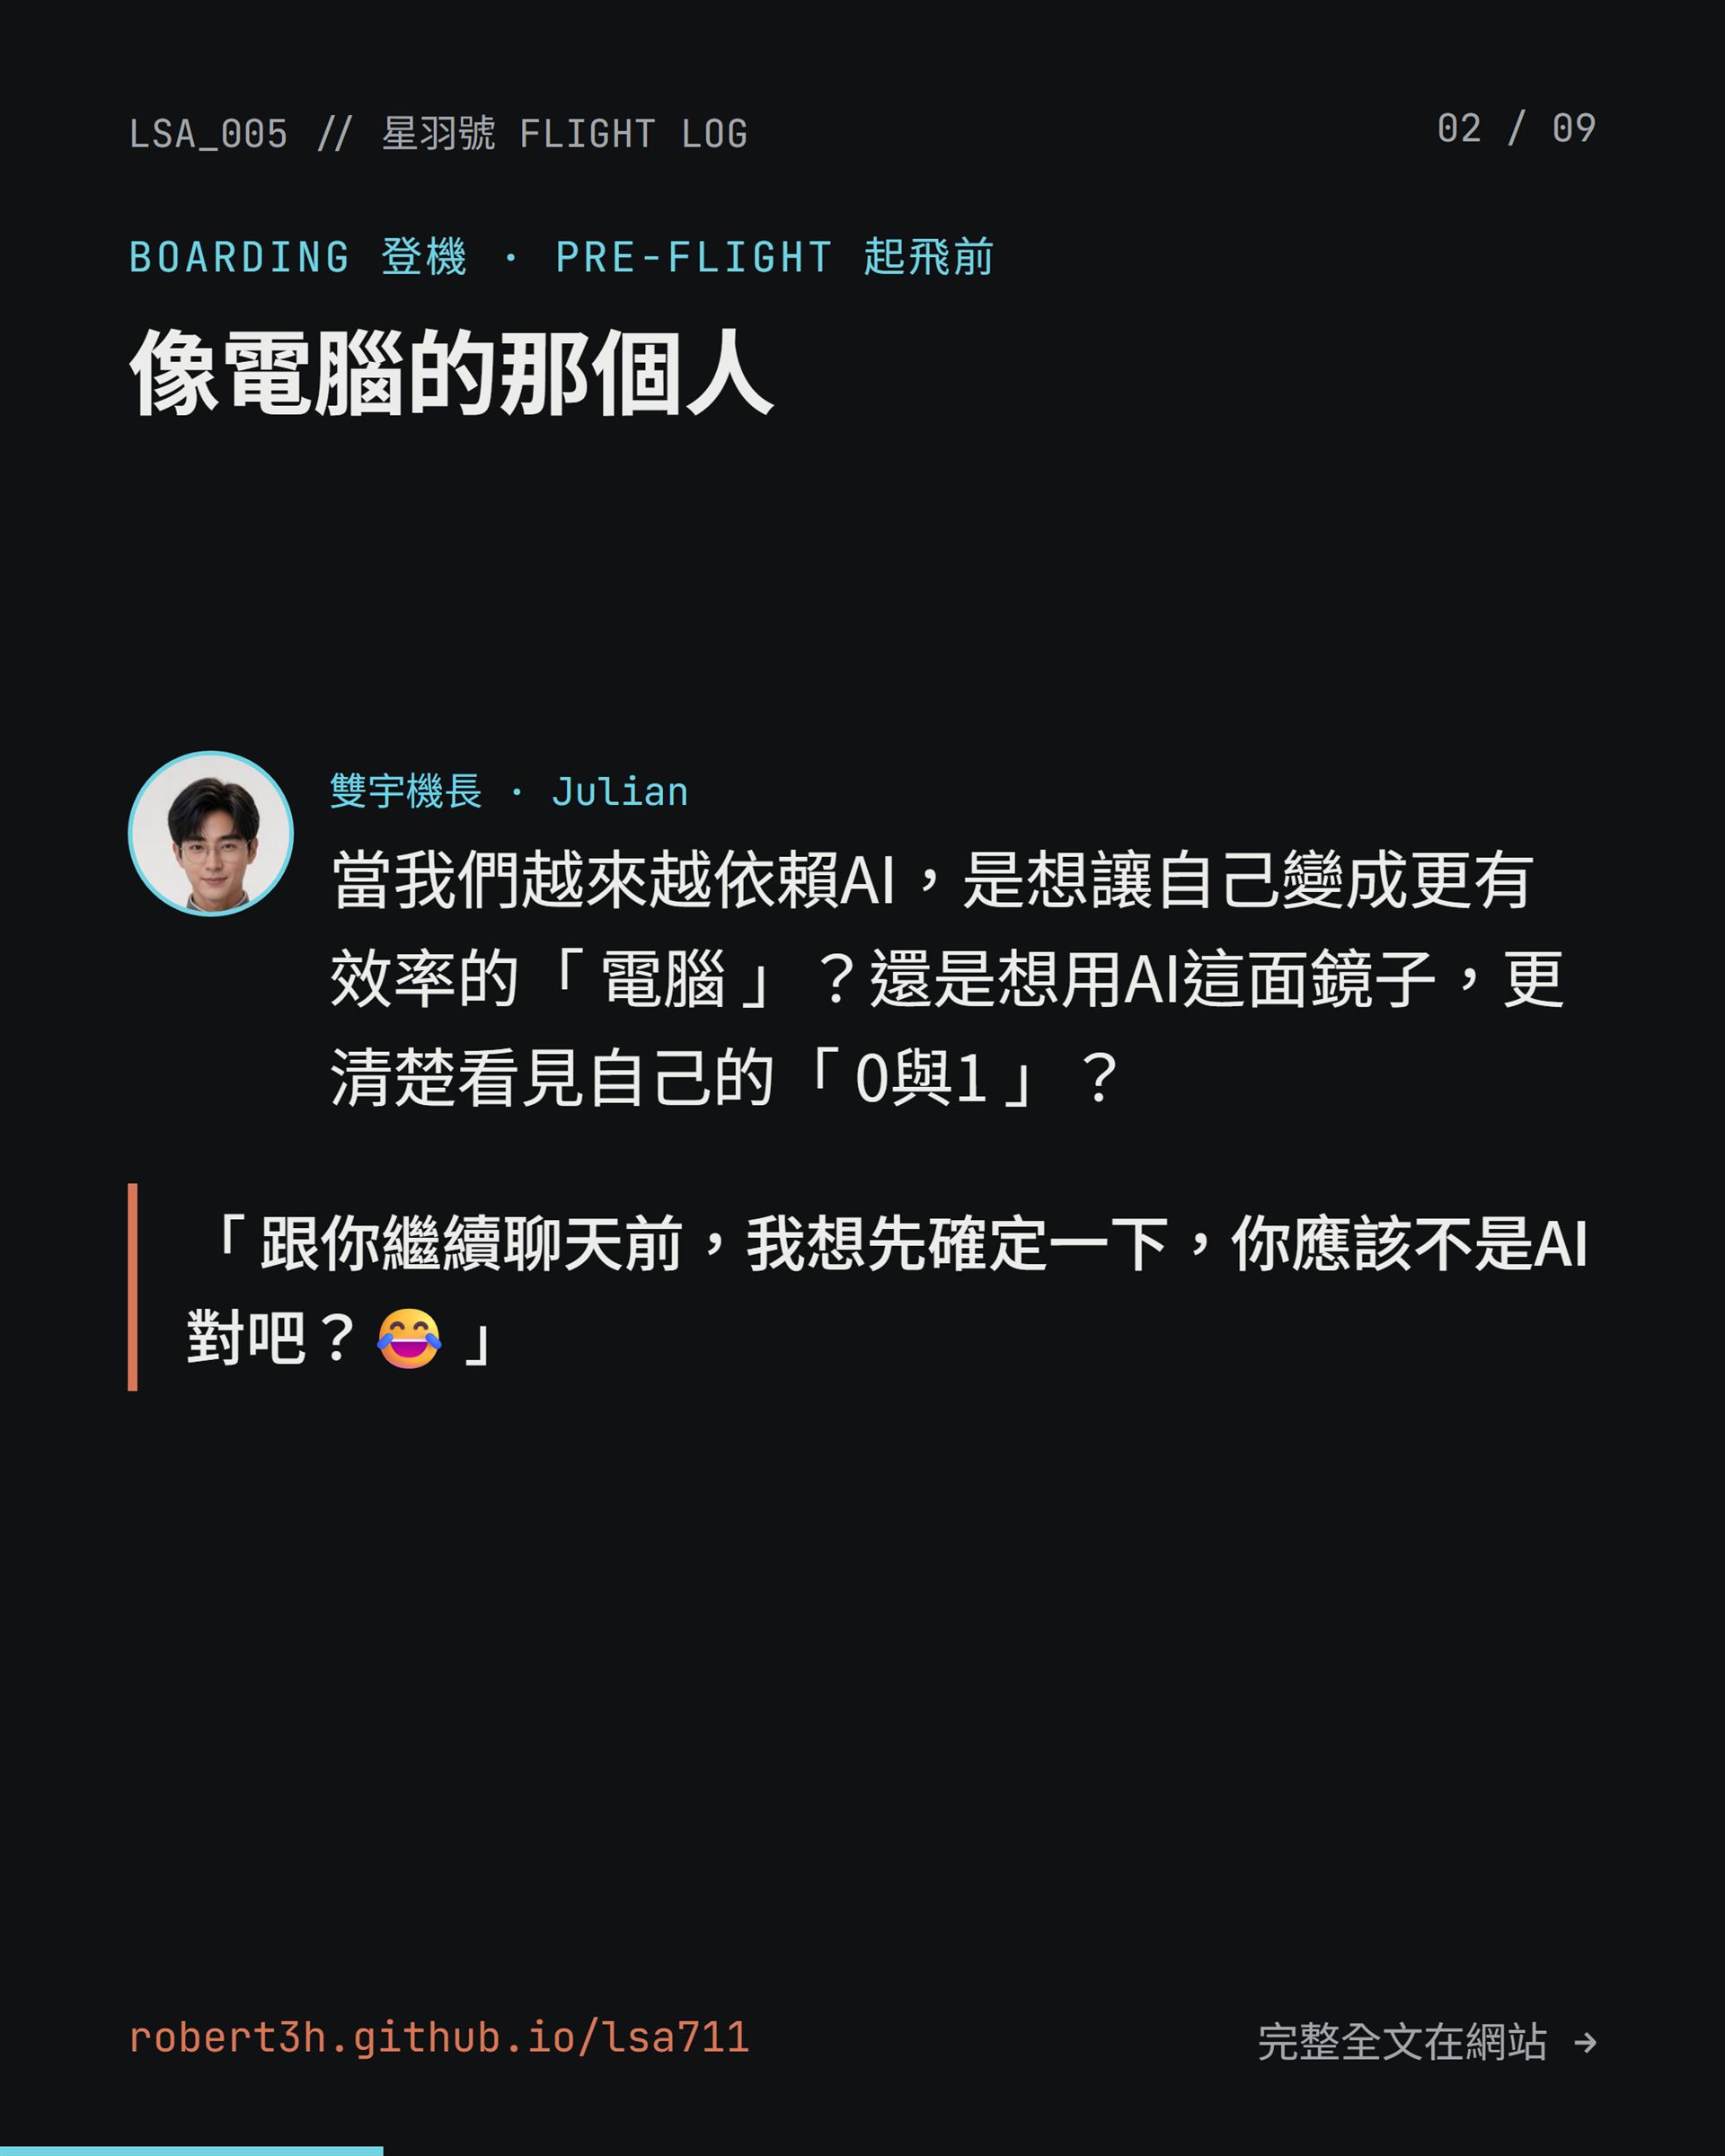 LSA_005 // 星羽號 FLIGHT LOG
02 / 09
BOARDING 登機 · PRE-FLIGHT 起飛前
像電腦的那個人
雙宇機長 · Julian
當我們越來越依賴AI，是想讓自己變成更有
效率的「電腦」？還是想用AI這面鏡子，更
清楚看見自己的「0與1」？
「跟你繼續聊天前，我想先確定一下，你應該不是AI
對吧？😂」
robert3h.github.io/lsa711
完整全文在網站 →